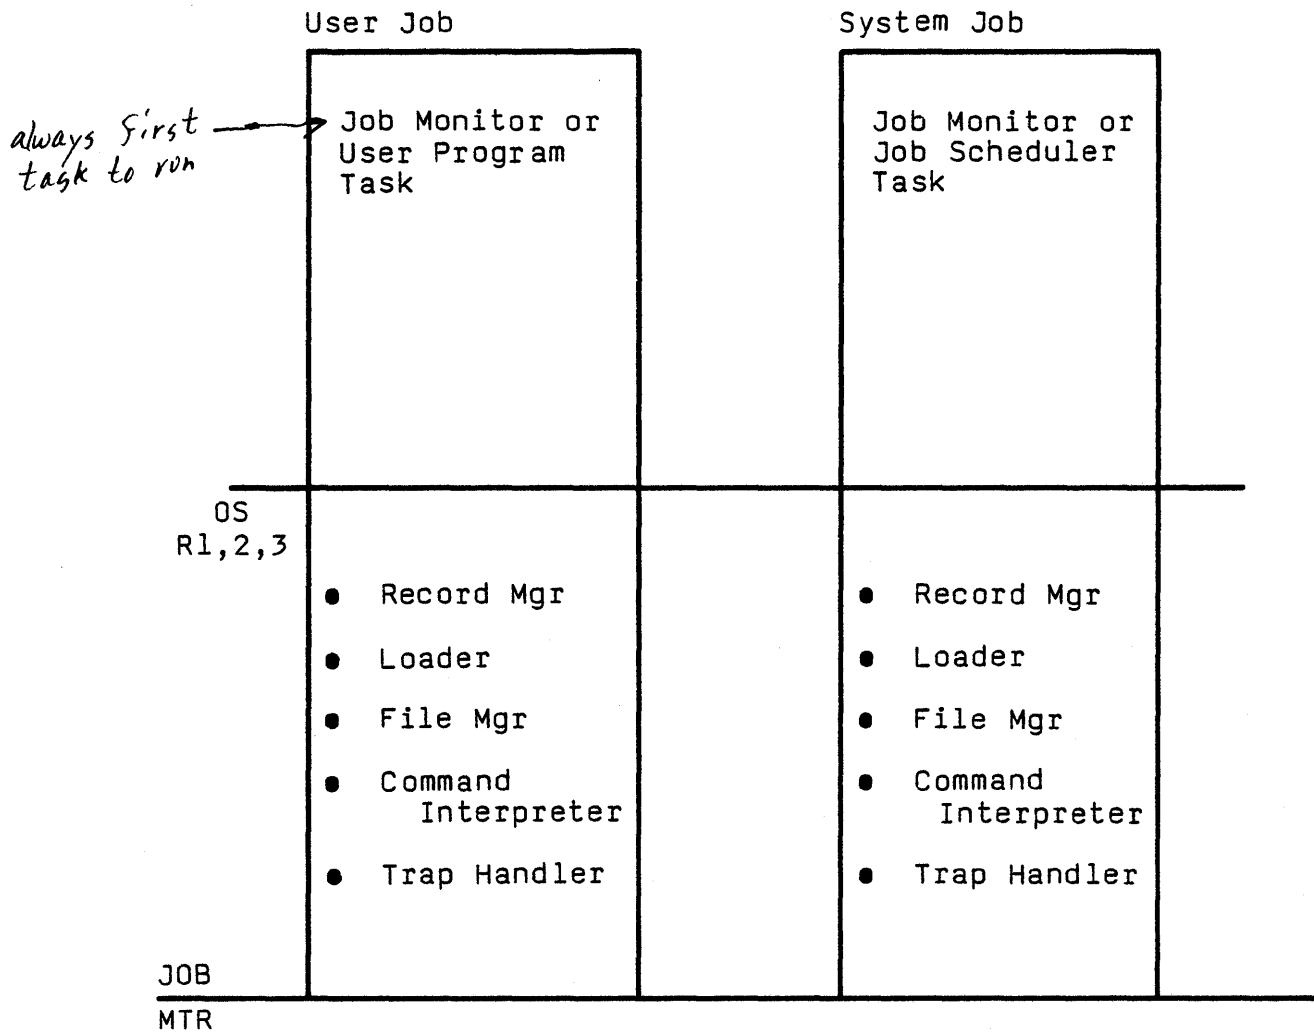 User Job
System Job
always first
task to run
Job Monitor or
User Program
Task
Job Monitor or
Job Scheduler
Task
OS
R1,2,3
• Record Mgr
• Loader
• File Mgr
• Command
Interpreter
• Trap Handler
• Record Mgr
• Loader
• File Mgr
• Command
Interpreter
• Trap Handler
JOB
MTR